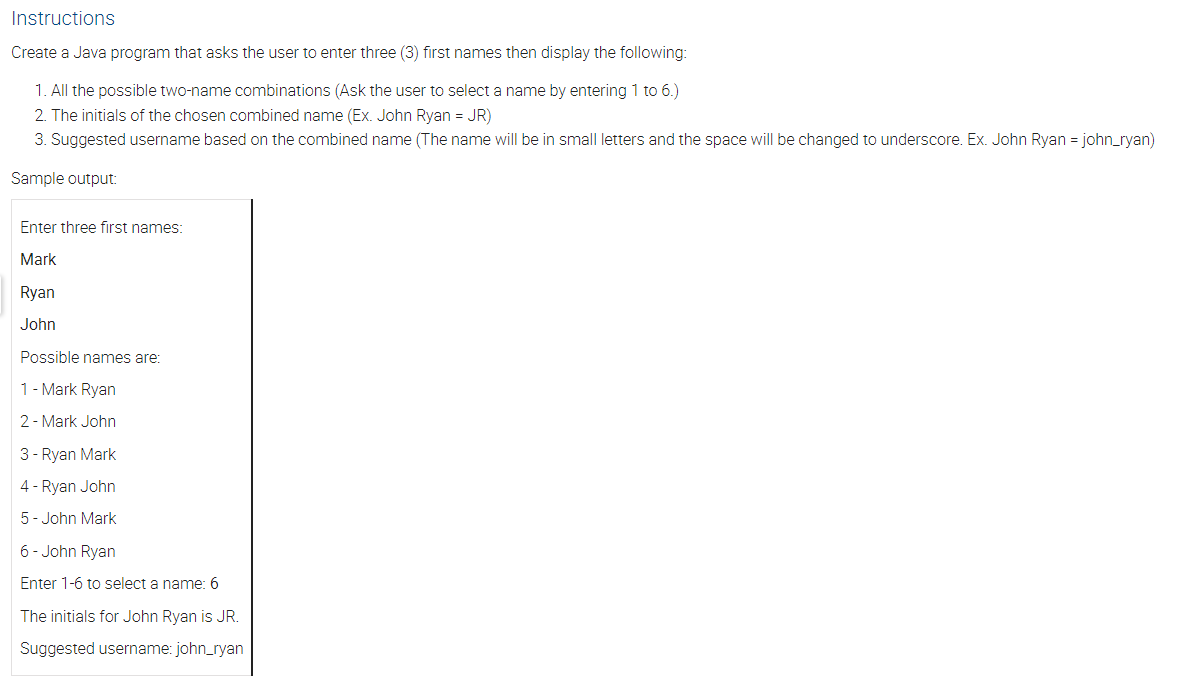 Instructions
Create a Java program that asks the user to enter three (3) first names then display the following:
1. All the possible two-name combinations (Ask the user to select a name by entering 1 to 6.)
2. The initials of the chosen combined name (Ex. John Ryan = JR)
3. Suggested username based on the combined name (The name will be in small letters and the space will be changed to underscore. Ex. John Ryan = john_ryan)
Sample output:
Enter three first names:
Mark
Ryan
John
Possible names are:
1 - Mark Ryan
2 - Mark John
3 - Ryan Mark
4 - Ryan John
5 - John Mark
6 - John Ryan
Enter 1-6 to select a name: 6
The initials for John Ryan is JR.
Suggested username: john_ryan